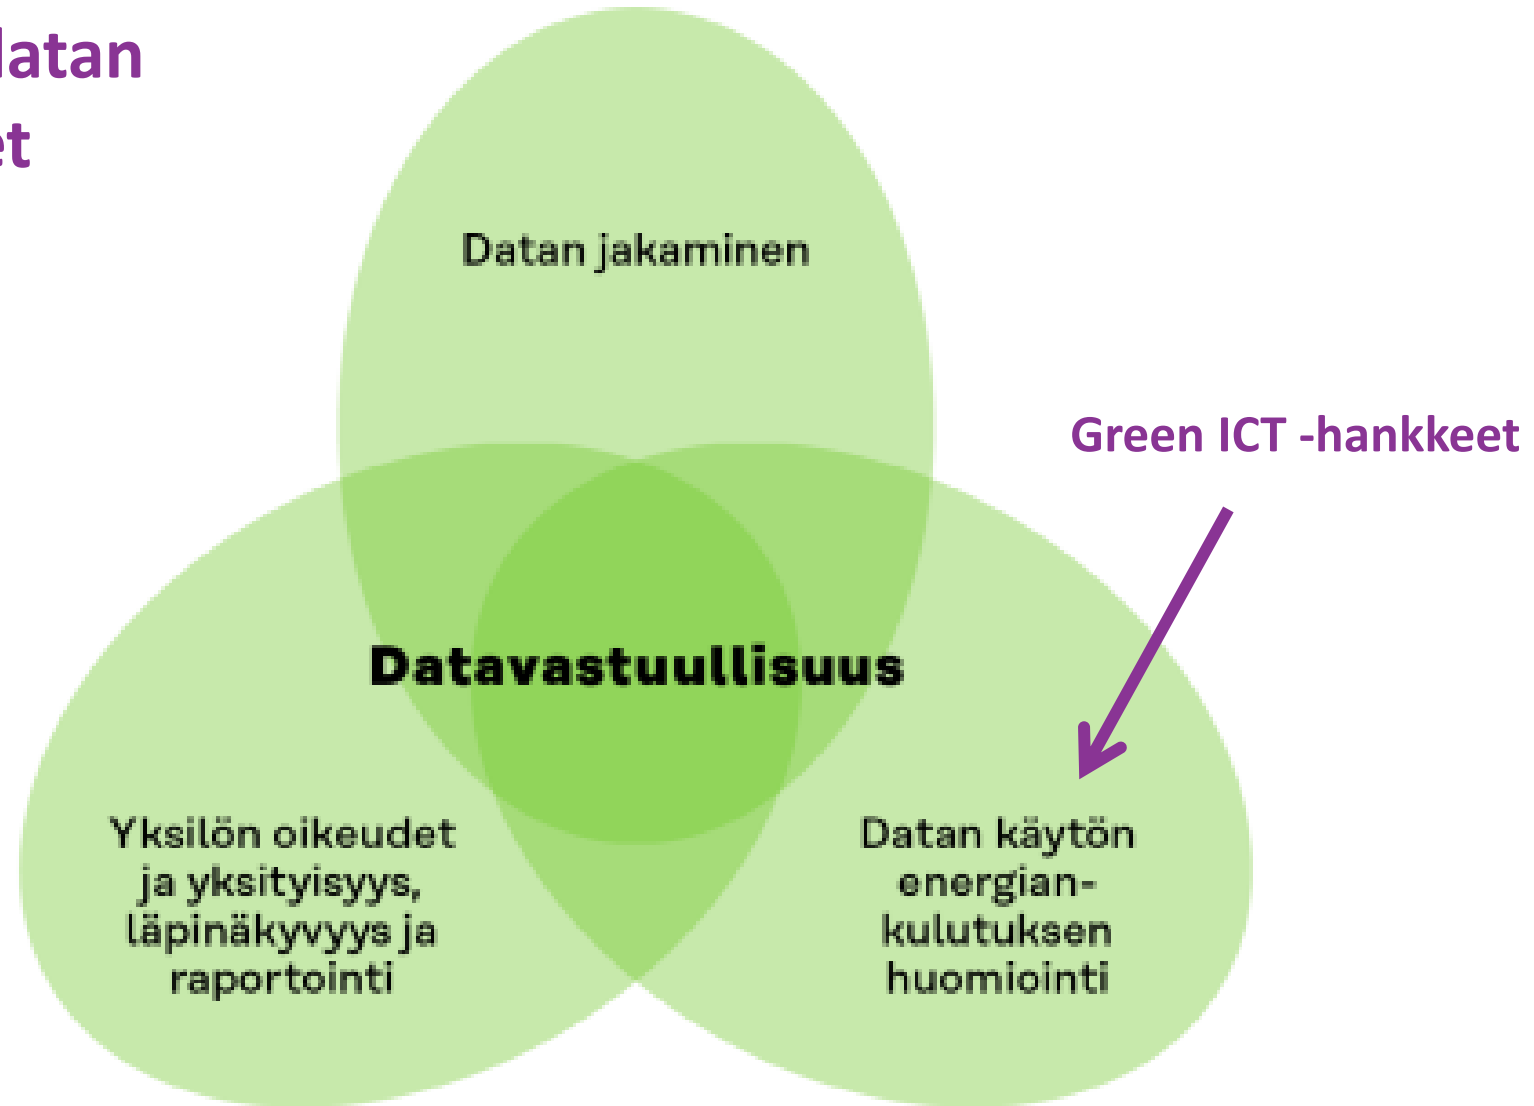 et
Datan jakaminen
Green ICT -hankkeet
Datavastuullisuus
Yksilön oikeudet
ja yksityisyys,
läpinäkyvyys ja
raportointi
Datan käytön
energian-
kulutuksen
huomiointi